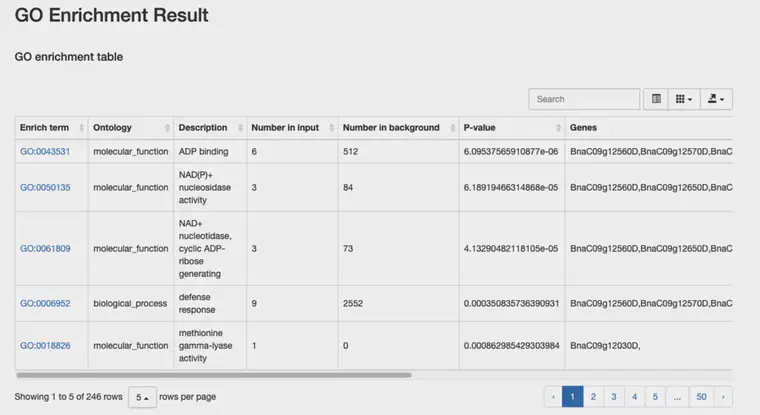 GO Enrichment Result
GO enrichment table
Search
Enrich term Ontology Description Number in input Number in background P-value Genes
GO:0043531 molecular_function ADP binding 6 512 6.09537565910877e-06 BnaC09g12560D,BnaC09g12570D,BnaC
GO:0050135 molecular_function NAD(P)+ nucleosidase activity 3 84 6.18919466314868e-05 BnaC09g12560D,BnaC09g12650D,BnaC
GO:0061809 molecular_function NAD+ nucleotidase, cyclic ADP-ribose generating 3 73 4.13290482118105e-05 BnaC09g12560D,BnaC09g12650D,BnaC
GO:0006952 biological_process defense response 9 2552 0.000350835736390931 BnaC09g12560D,BnaC09g12570D,BnaC
GO:0018826 molecular_function methionine gamma-lyase activity 1 0 0.000862985429303984 BnaC09g12030D,
Showing 1 to 5 of 246 rows 5 rows per page ‹ 1 2 3 4 5 ... 50 ›